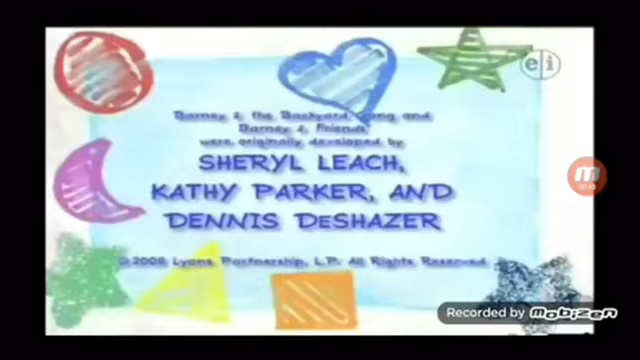 e i
Barney & the Backyard Gang and
Barney & Friends
were originally developed by
SHERYL LEACH,
KATHY PARKER, AND
DENNIS DESHAZER
© 2008 Lyons Partnership, L.P. All Rights Reserved
Recorded by Mobizen